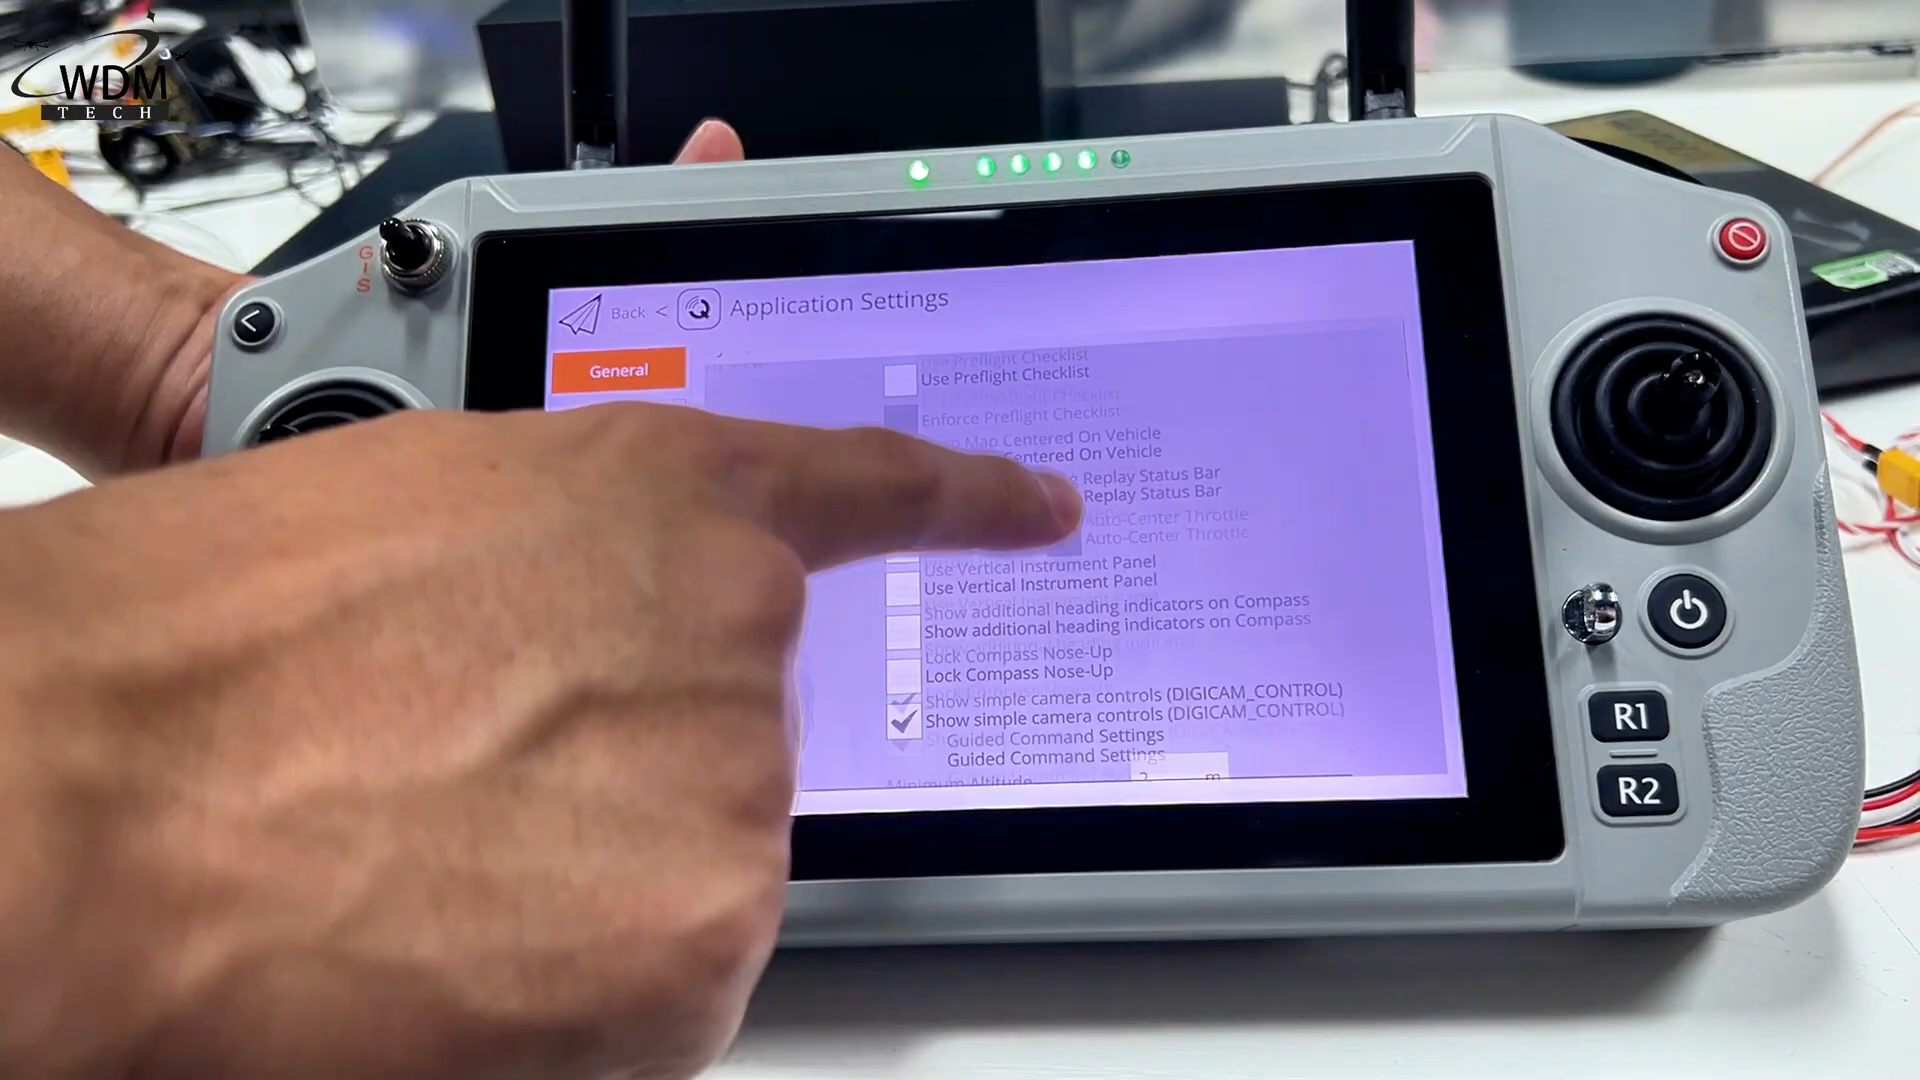 WDM
TECH
G
I
S
Back < Application Settings
General
Use Preflight Checklist
Use Preflight Checklist
Enforce Preflight Checklist
Map Centered On Vehicle
Centered On Vehicle
Replay Status Bar
Replay Status Bar
Auto-Center Throttle
Auto-Center Throttle
Use Vertical Instrument Panel
Use Vertical Instrument Panel
Show additional heading indicators on Compass
Show additional heading indicators on Compass
Lock Compass Nose-Up
Lock Compass Nose-Up
Show simple camera controls (DIGICAM_CONTROL)
Show simple camera controls (DIGICAM_CONTROL)
Guided Command Settings
Guided Command Settings
Minimum Altitude 2 m
R1
R2